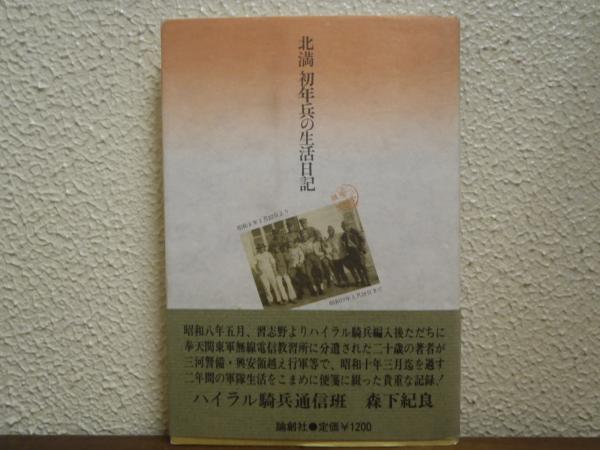 北満 初年兵の生活日記
昭和八年五月、習志野よりハイラル騎兵編入後ただちに
奉天関東軍無線電信教習所に分遣された二十歳の著者が
三河警備・興安嶺越え行軍等で、昭和十年三月迄を過す
二年間の軍隊生活をこまめに便箋に綴った貴重な記録！
ハイラル騎兵通信班 森下紀良
論創社●定価￥1200